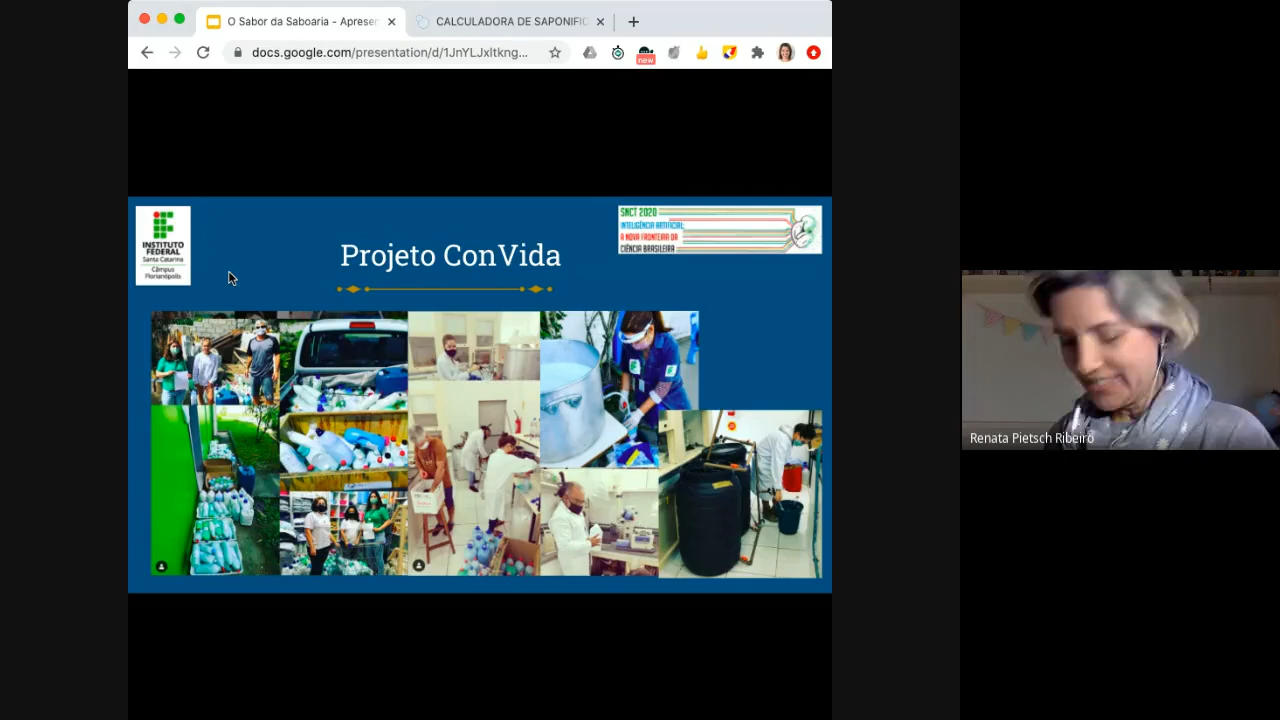 O Sabor da Saboaria - Apresen
CALCULADORA DE SAPONIFIC
docs.google.com/presentation/d/1JnYLJxItkng...
new
INSTITUTO
FEDERAL
Santa Catarina
Câmpus
Florianópolis
Projeto ConVida
SNCT 2020
INTELIGÊNCIA ARTIFICIAL:
A NOVA FRONTEIRA DA
CIÊNCIA BRASILEIRA
Renata Pietsch Ribeiro